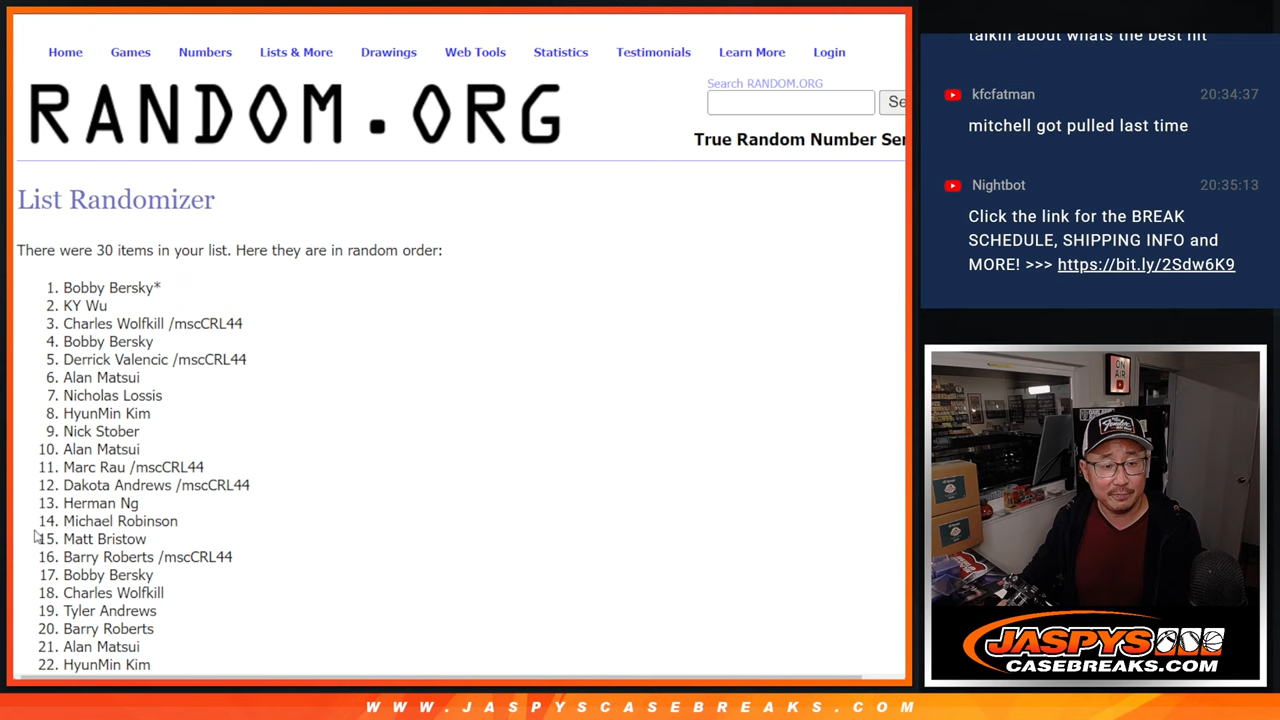 Home Games Numbers Lists & More Drawings Web Tools Statistics Testimonials Learn More Login
RANDOM.ORG
Search RANDOM.ORG
Se
True Random Number Ser
List Randomizer
There were 30 items in your list. Here they are in random order:
1. Bobby Bersky*
2. KY Wu
3. Charles Wolfkill /mscCRL44
4. Bobby Bersky
5. Derrick Valencic /mscCRL44
6. Alan Matsui
7. Nicholas Lossis
8. HyunMin Kim
9. Nick Stober
10. Alan Matsui
11. Marc Rau /mscCRL44
12. Dakota Andrews /mscCRL44
13. Herman Ng
14. Michael Robinson
15. Matt Bristow
16. Barry Roberts /mscCRL44
17. Bobby Bersky
18. Charles Wolfkill
19. Tyler Andrews
20. Barry Roberts
21. Alan Matsui
22. HyunMin Kim
talkin about whats the best hit
kfcfatman 20:34:37
mitchell got pulled last time
Nightbot 20:35:13
Click the link for the BREAK
SCHEDULE, SHIPPING INFO and
MORE! >>> https://bit.ly/2Sdw6K9
ON
AIR
Fender
JASPYS
CASEBREAKS.COM
WWW.JASPYSCASEBREAKS.COM